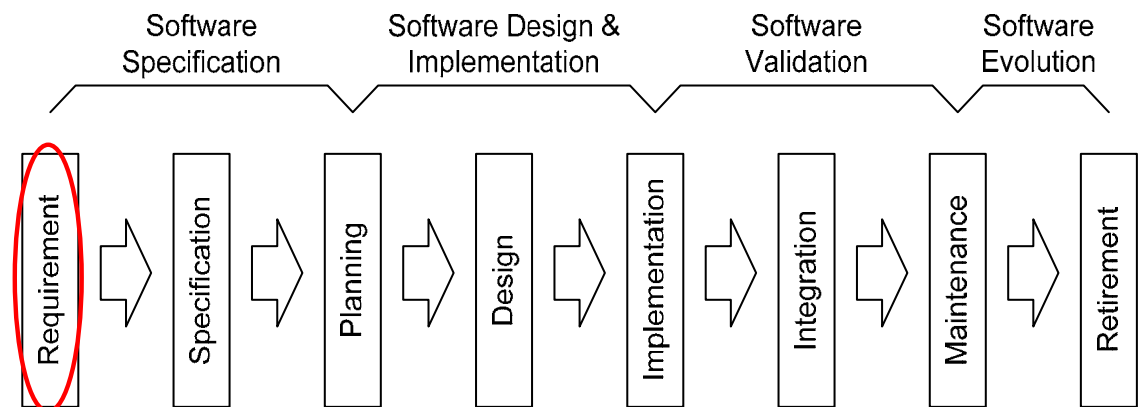 Software
Specification
Software Design &
Implementation
Software
Validation
Software
Evolution
Requirement
Specification
Planning
Design
Implementation
Integration
Maintenance
Retirement